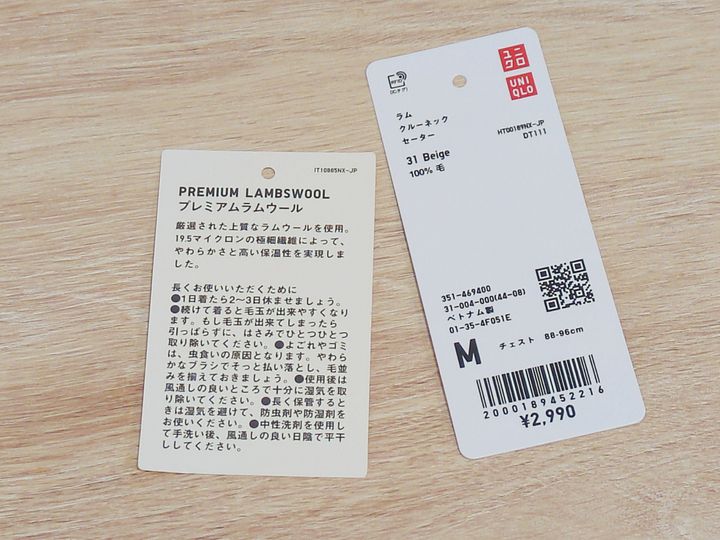 IT10865NX-JP
PREMIUM LAMBSWOOL
プレミアムラムウール
厳選された上質なラムウールを使用。
19.5マイクロンの極細繊維によって、
やわらかさと高い保温性を実現しま
した。
長くお使いいただくために
●1日着たら2〜3日休ませましょう。
●続けて着ると毛玉が出来やすくなり
ます。もし毛玉が出来てしまったら
引っぱらずに、はさみでひとつひとつ
取り除いてください。●よごれやゴミ
は、虫食いの原因となります。やわら
かなブラシでそっと払い落とし、毛並
みを揃えておきましょう。●使用後は
風通しの良いところで十分に湿気を取
り除いてください。●長く保管すると
きは湿気を避けて、防虫剤や防湿剤を
お使いください。●中性洗剤を使用し
て手洗い後、風通しの良い日陰で平干
ししてください。
RFID
(ICタグ)
ユニ
クロ
UNI
QLO
ラム
クルーネック
セーター
HT00189NX-JP
DT111
31 Beige
100% 毛
351-469400
31-004-000(44-08)
ベトナム製
01-35-4F051E
M チェスト 88-96cm
2000189452216
¥2,990